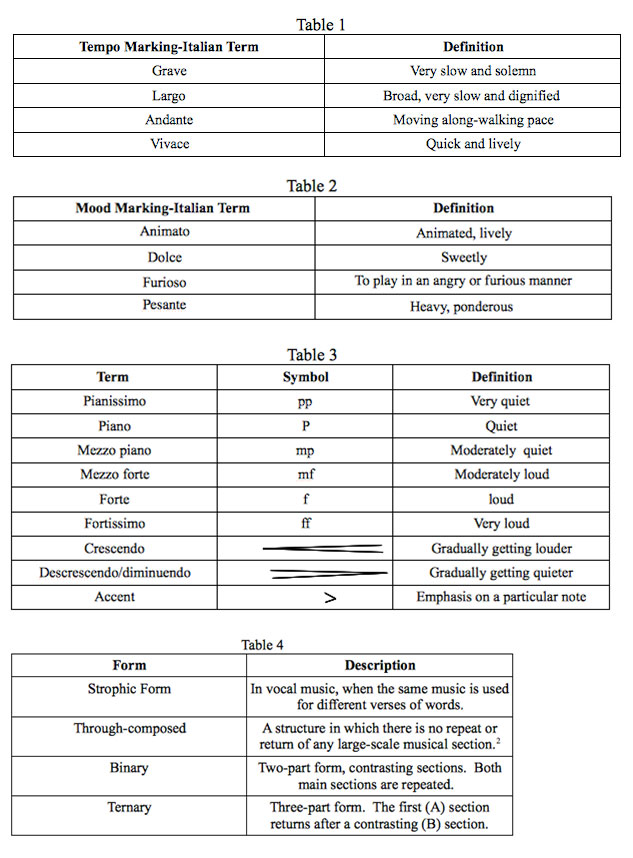 Table 1
Tempo Marking-Italian Term Definition
Grave Very slow and solemn
Largo Broad, very slow and dignified
Andante Moving along-walking pace
Vivace Quick and lively
Table 2
Mood Marking-Italian Term Definition
Animato Animated, lively
Dolce Sweetly
Furioso To play in an angry or furious manner
Pesante Heavy, ponderous
Table 3
Term Symbol Definition
Pianissimo pp Very quiet
Piano P Quiet
Mezzo piano mp Moderately quiet
Mezzo forte mf Moderately loud
Forte f loud
Fortissimo ff Very loud
Crescendo Gradually getting louder
Descrescendo/diminuendo Gradually getting quieter
Accent > Emphasis on a particular note
Table 4
Form Description
Strophic Form In vocal music, when the same music is used
for different verses of words.
Through-composed A structure in which there is no repeat or
return of any large-scale musical section.²
Binary Two-part form, contrasting sections. Both
main sections are repeated.
Ternary Three-part form. The first (A) section
returns after a contrasting (B) section.